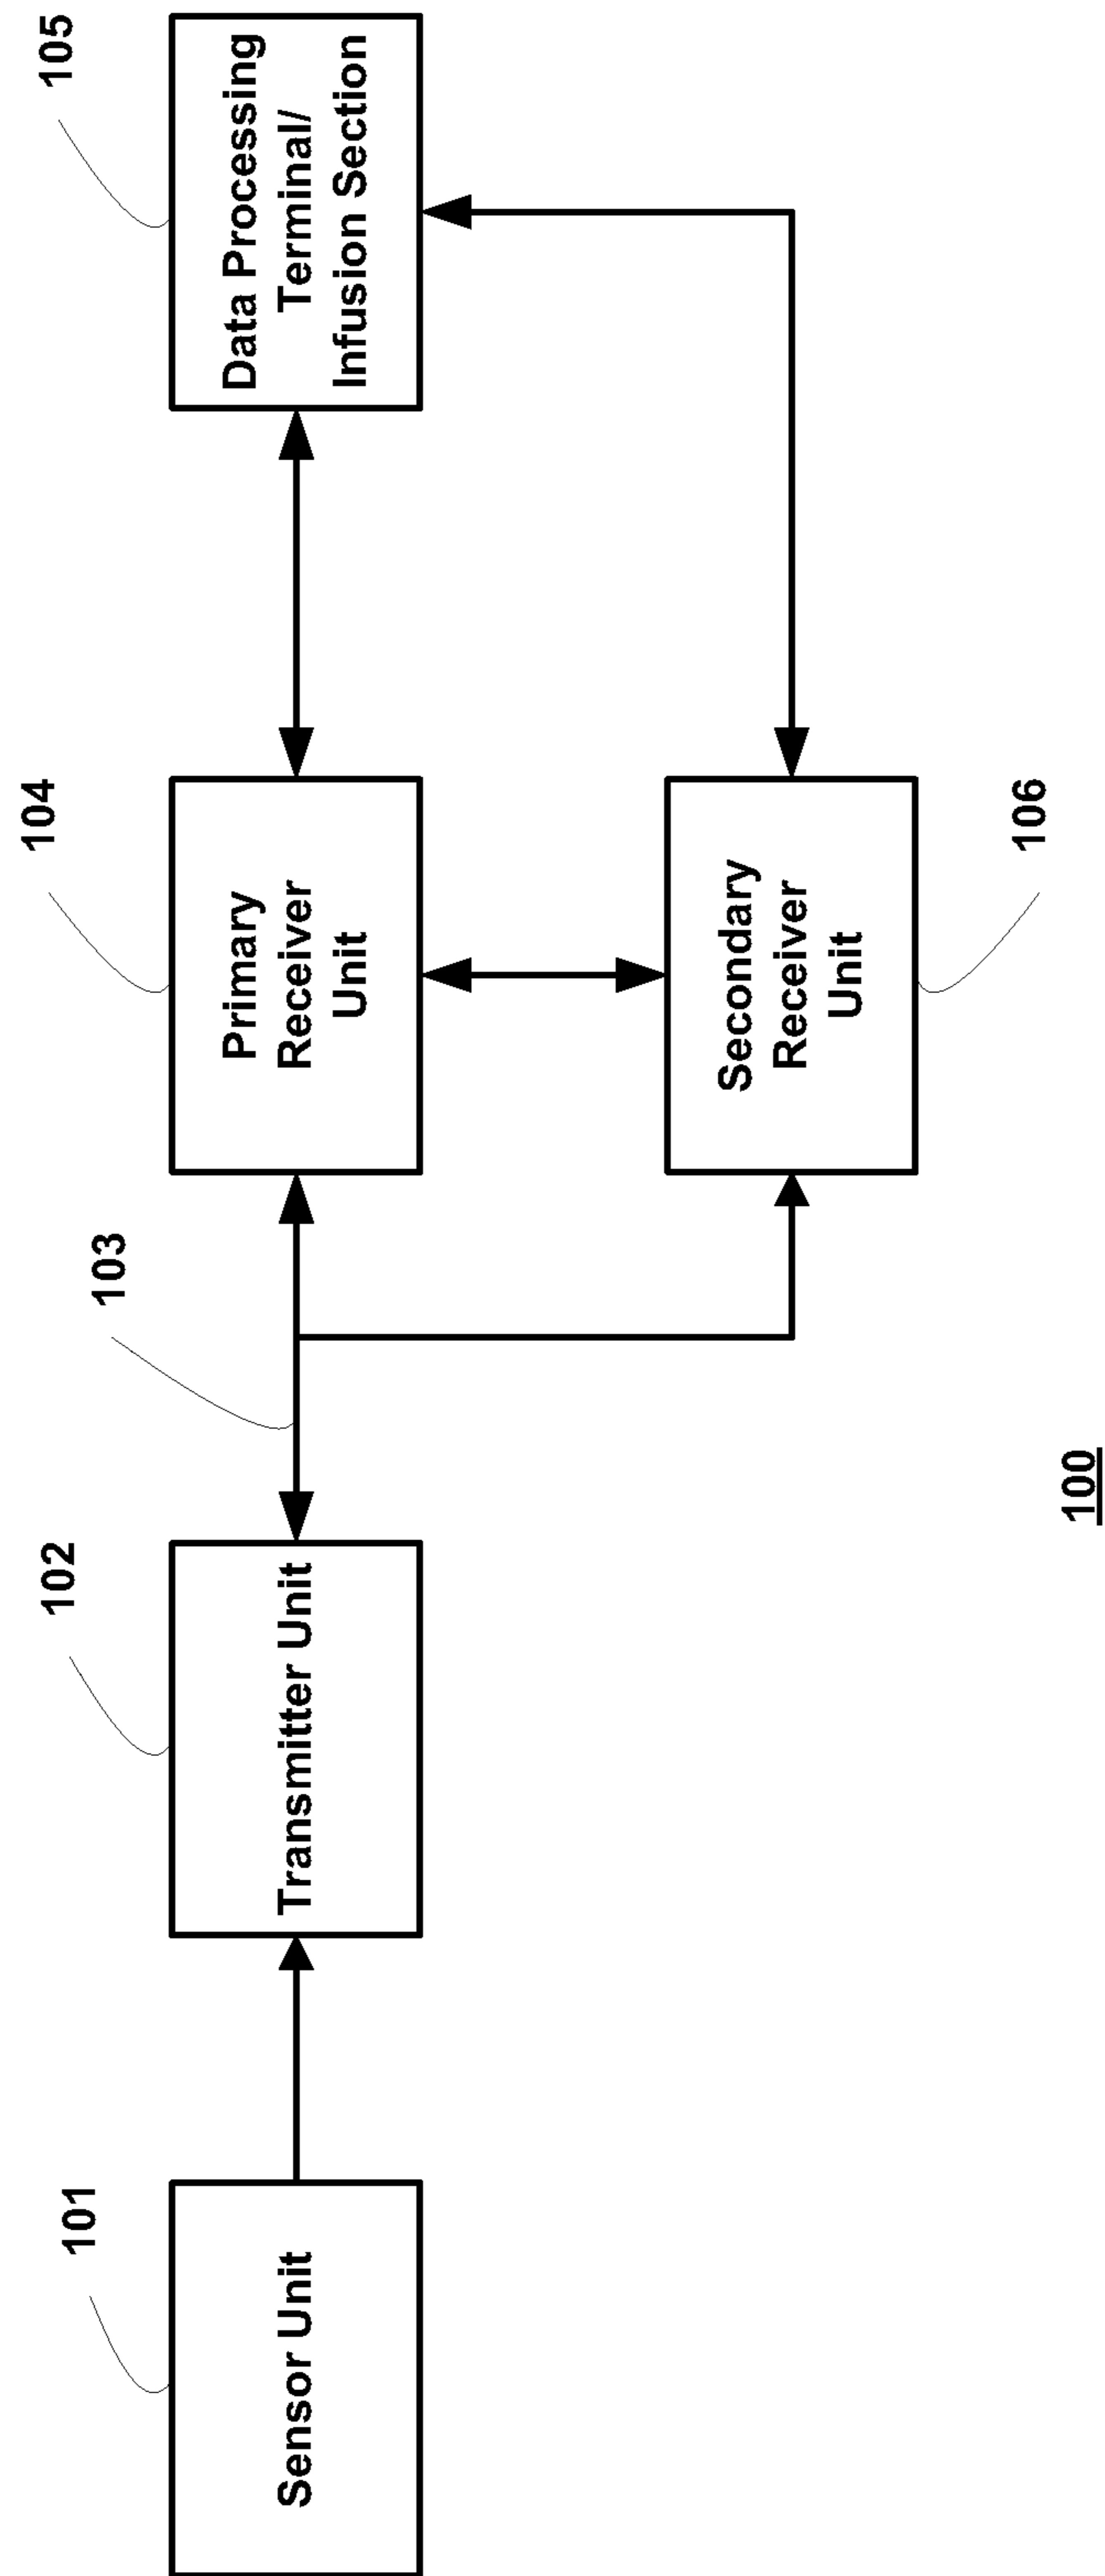 101
102
103
104
105
Sensor Unit
Transmitter Unit
Primary
Receiver
Unit
Data Processing
Terminal/
Infusion Section
Secondary
Receiver
Unit
106
100